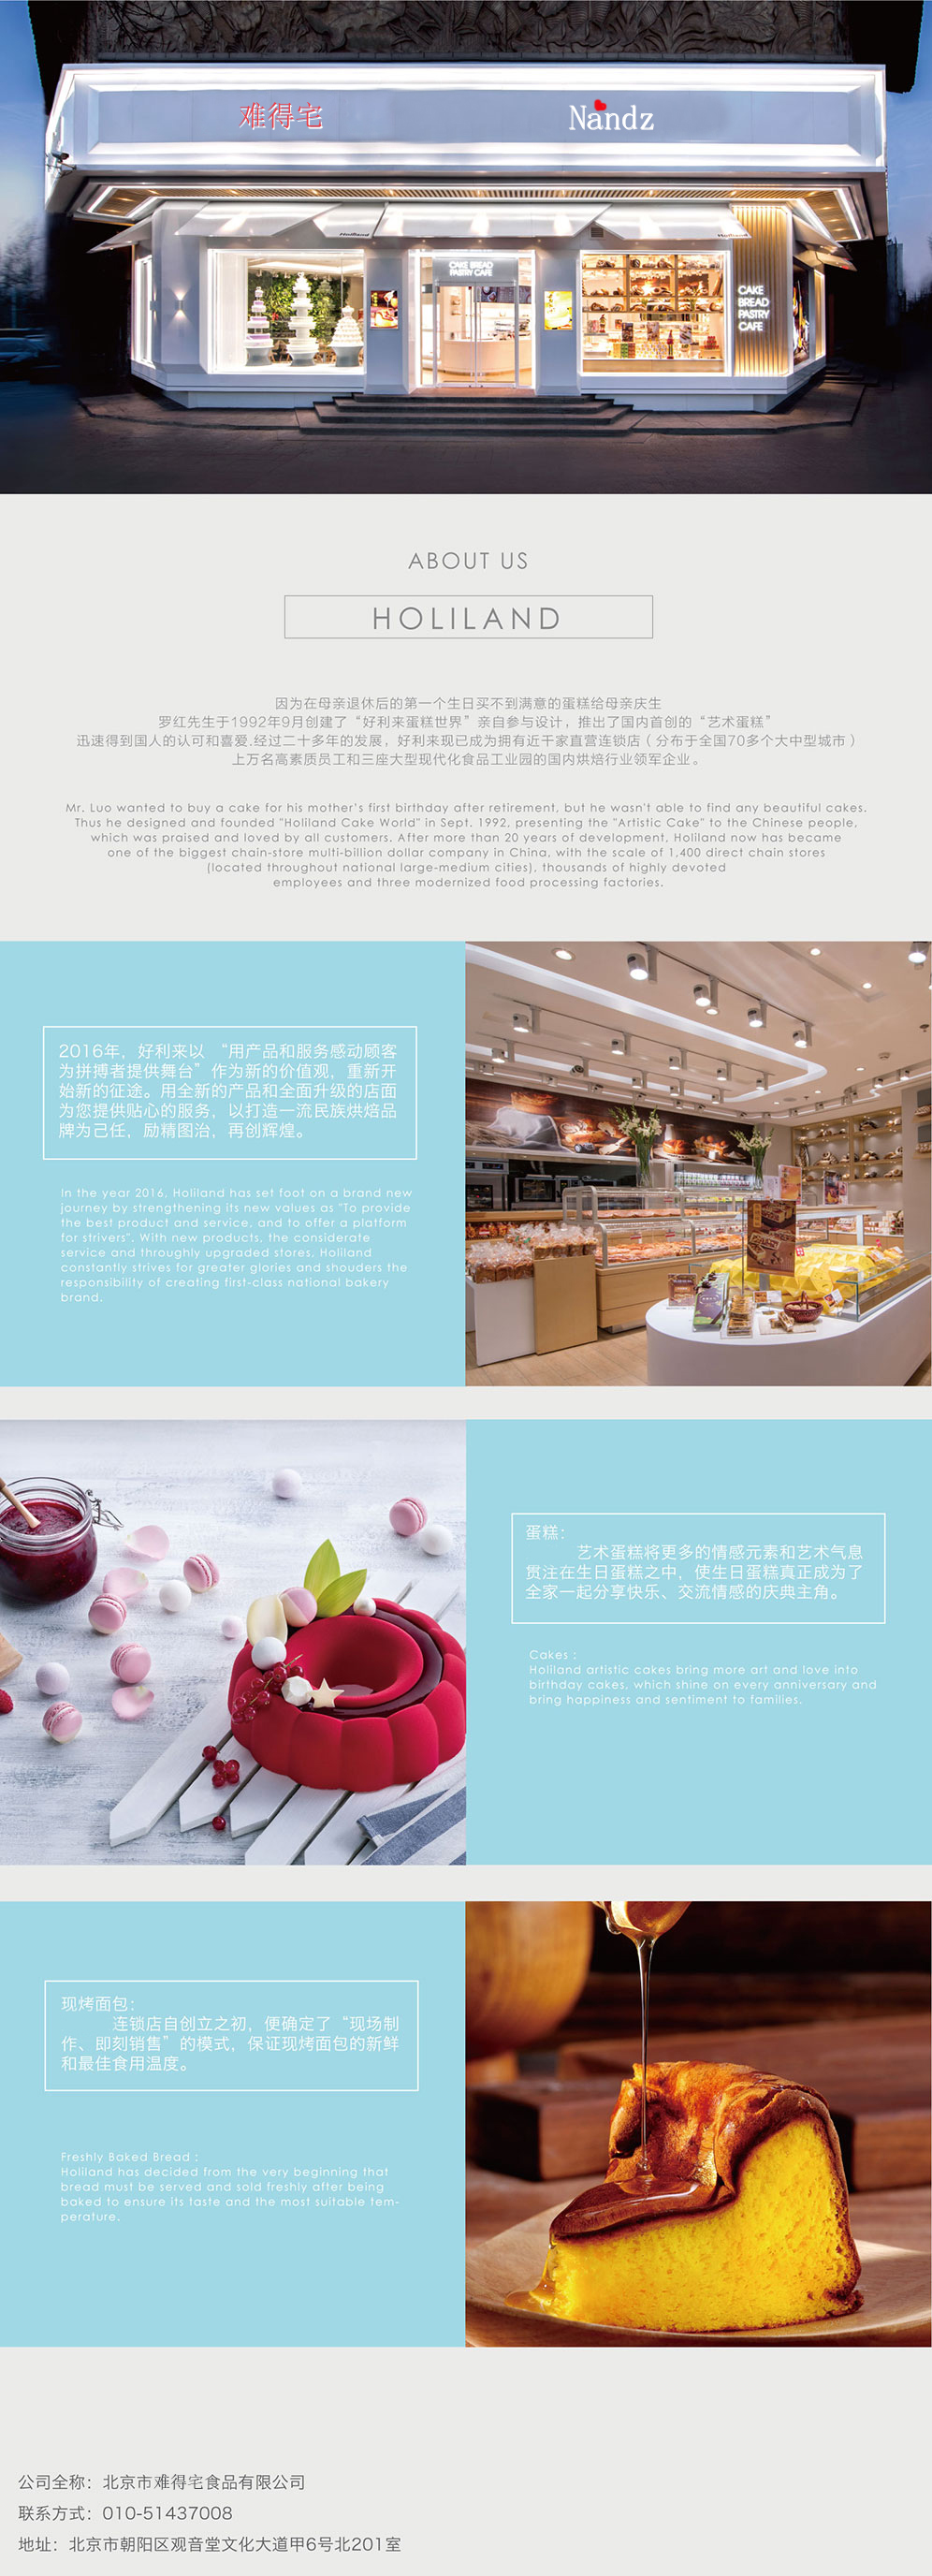 难得宅
Nandz
Holiland
Holiland
CAKE BREAD
PASTRY CAFE
CAKE
BREAD
PASTRY
CAFE
ABOUT US
HOLILAND
因为在母亲退休后的第一个生日买不到满意的蛋糕给母亲庆生
罗红先生于1992年9月创建了“好利来蛋糕世界”亲自参与设计，推出了国内首创的“艺术蛋糕”
迅速得到国人的认可和喜爱.经过二十多年的发展，好利来现已成为拥有近千家直营连锁店（分布于全国70多个大中型城市）
上万名高素质员工和三座大型现代化食品工业园的国内烘焙行业领军企业。
Mr. Luo wanted to buy a cake for his mother's first birthday after retirement, but he wasn't able to find any beautiful cakes.
Thus he designed and founded "Holiland Cake World" in Sept. 1992, presenting the "Artistic Cake" to the Chinese people,
which was praised and loved by all customers. After more than 20 years of development, Holiland now has became
one of the biggest chain-store multi-billion dollar company in China, with the scale of 1,400 direct chain stores
(located throughout national large-medium cities), thousands of highly devoted
employees and three modernized food processing factories.
2016年，好利来以 “用产品和服务感动顾客
为拼搏者提供舞台”作为新的价值观，重新开
始新的征途。用全新的产品和全面升级的店面
为您提供贴心的服务，以打造一流民族烘焙品
牌为己任，励精图治，再创辉煌。
In the year 2016, Holiland has set foot on a brand new
journey by strengthening its new values as "To provide
the best product and service, and to offer a platform
for strivers". With new products, the considerate
service and throughly upgraded stores, Holiland
constantly strives for greater glories and shouders the
responsibility of creating first-class national bakery
brand.
蛋糕：
艺术蛋糕将更多的情感元素和艺术气息
贯注在生日蛋糕之中，使生日蛋糕真正成为了
全家一起分享快乐、交流情感的庆典主角。
Cakes :
Holiland artistic cakes bring more art and love into
birthday cakes, which shine on every anniversary and
bring happiness and sentiment to families.
现烤面包：
连锁店自创立之初，便确定了“现场制
作、即刻销售”的模式，保证现烤面包的新鲜
和最佳食用温度。
Freshly Baked Bread :
Holiland has decided from the very beginning that
bread must be served and sold freshly after being
baked to ensure its taste and the most suitable tem-
perature.
公司全称：北京市难得宅食品有限公司
联系方式：010-51437008
地址：北京市朝阳区观音堂文化大道甲6号北201室